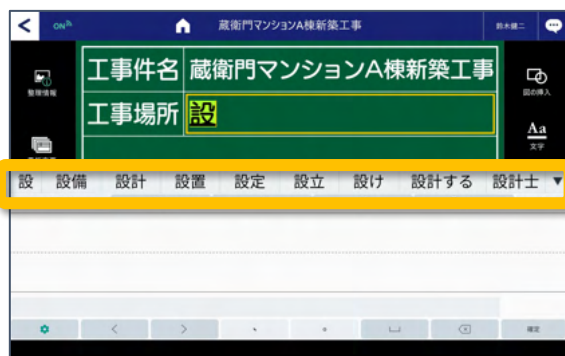 ON
蔵衛門マンションA棟新築工事
鈴木健二
工事件名 蔵衛門マンションA棟新築工事
整理情報
図の挿入
工事場所 設
Aa
文字
設 設備 設計 設置 設定 設立 設け 設計する 設計士 ▼
、 。
確定